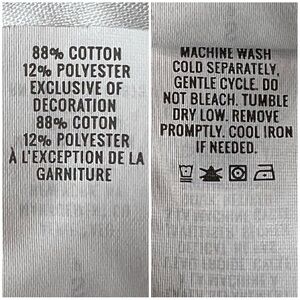 88% COTTON
12% POLYESTER
EXCLUSIVE OF
DECORATION
88% COTON
12% POLYESTER
À L'EXCEPTION DE LA
GARNITURE
MACHINE WASH
COLD SEPARATELY,
GENTLE CYCLE. DO
NOT BLEACH. TUMBLE
DRY LOW. REMOVE
PROMPTLY. COOL IRON
IF NEEDED.